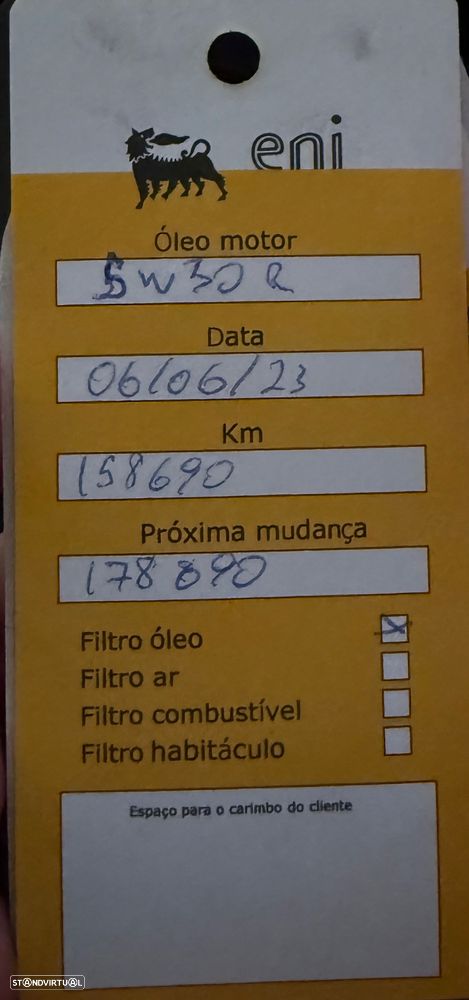 eni
Óleo motor
5W30 R
Data
06/06/23
Km
158690
Próxima mudança
178690
Filtro óleo X
Filtro ar
Filtro combustível
Filtro habitáculo
Espaço para o carimbo do cliente
STANDVIRTUAL